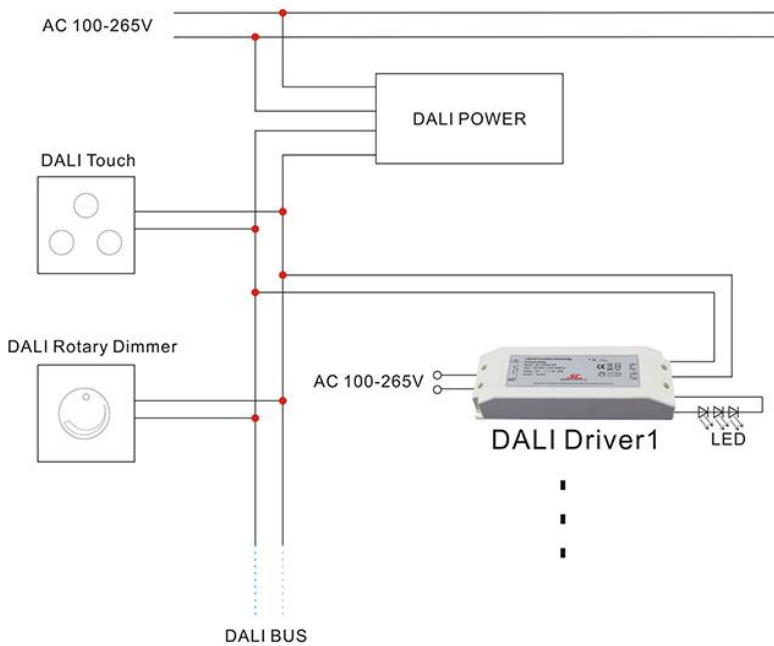 AC 100-265V
DALI POWER
DALI Touch
DALI Rotary Dimmer
AC 100-265V
DALI Driver1
LED
DALI BUS